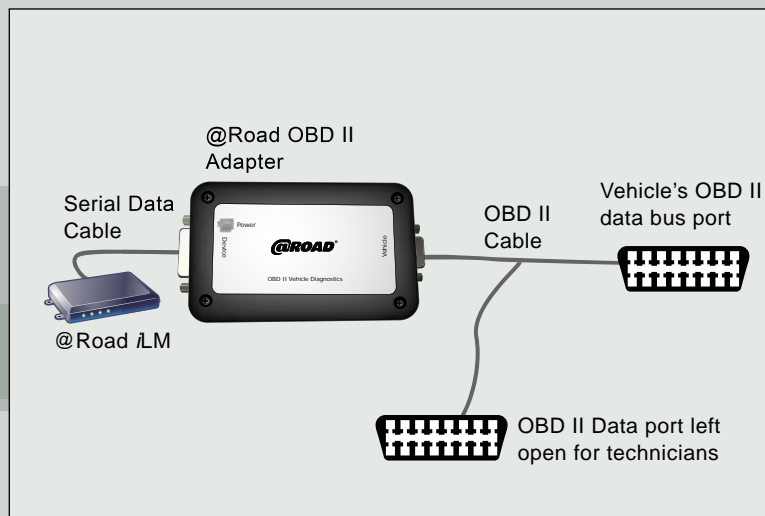 @Road OBD II
Adapter
Serial Data
Cable
Power
Device
@ROAD®
Vehicle
OBD II Vehicle Diagnostics
OBD II
Cable
Vehicle's OBD II
data bus port
@Road iLM
OBD II Data port left
open for technicians